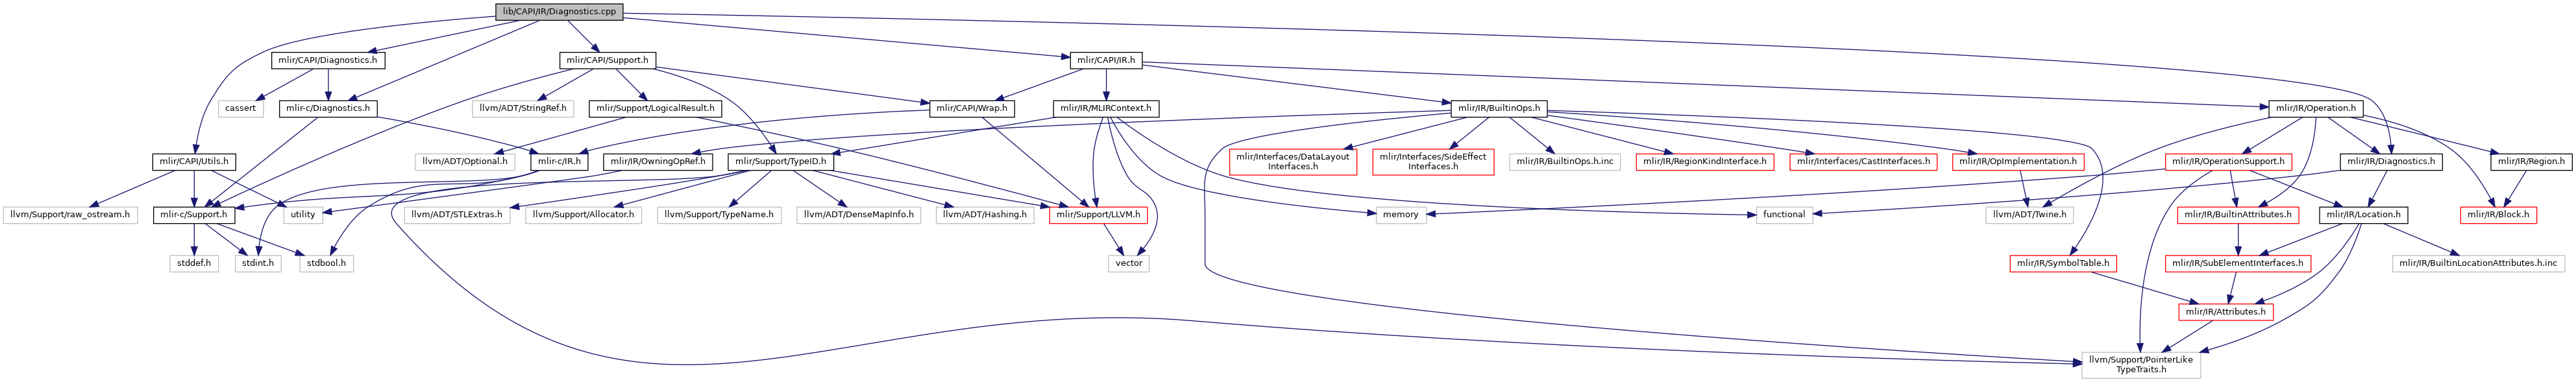 lib/CAPI/IR/Diagnostics.cpp
mlir/CAPI/Diagnostics.h
mlir/CAPI/Support.h
mlir/CAPI/IR.h
cassert
mlir-c/Diagnostics.h
llvm/ADT/StringRef.h
mlir/Support/LogicalResult.h
mlir/CAPI/Wrap.h
mlir/IR/MLIRContext.h
mlir/IR/BuiltinOps.h
mlir/IR/Operation.h
mlir/CAPI/Utils.h
llvm/ADT/Optional.h
mlir-c/IR.h
mlir/IR/OwningOpRef.h
mlir/Support/TypeID.h
mlir/Interfaces/DataLayout
Interfaces.h
mlir/Interfaces/SideEffect
Interfaces.h
mlir/IR/BuiltinOps.h.inc
mlir/IR/RegionKindInterface.h
mlir/Interfaces/CastInterfaces.h
mlir/IR/OpImplementation.h
mlir/IR/OperationSupport.h
mlir/IR/Diagnostics.h
mlir/IR/Region.h
llvm/Support/raw_ostream.h
mlir-c/Support.h
utility
llvm/ADT/STLExtras.h
llvm/Support/Allocator.h
llvm/Support/TypeName.h
llvm/ADT/DenseMapInfo.h
llvm/ADT/Hashing.h
mlir/Support/LLVM.h
memory
functional
llvm/ADT/Twine.h
mlir/IR/BuiltinAttributes.h
mlir/IR/Location.h
mlir/IR/Block.h
stddef.h
stdint.h
stdbool.h
vector
mlir/IR/SymbolTable.h
mlir/IR/SubElementInterfaces.h
mlir/IR/BuiltinLocationAttributes.h.inc
mlir/IR/Attributes.h
llvm/Support/PointerLike
TypeTraits.h